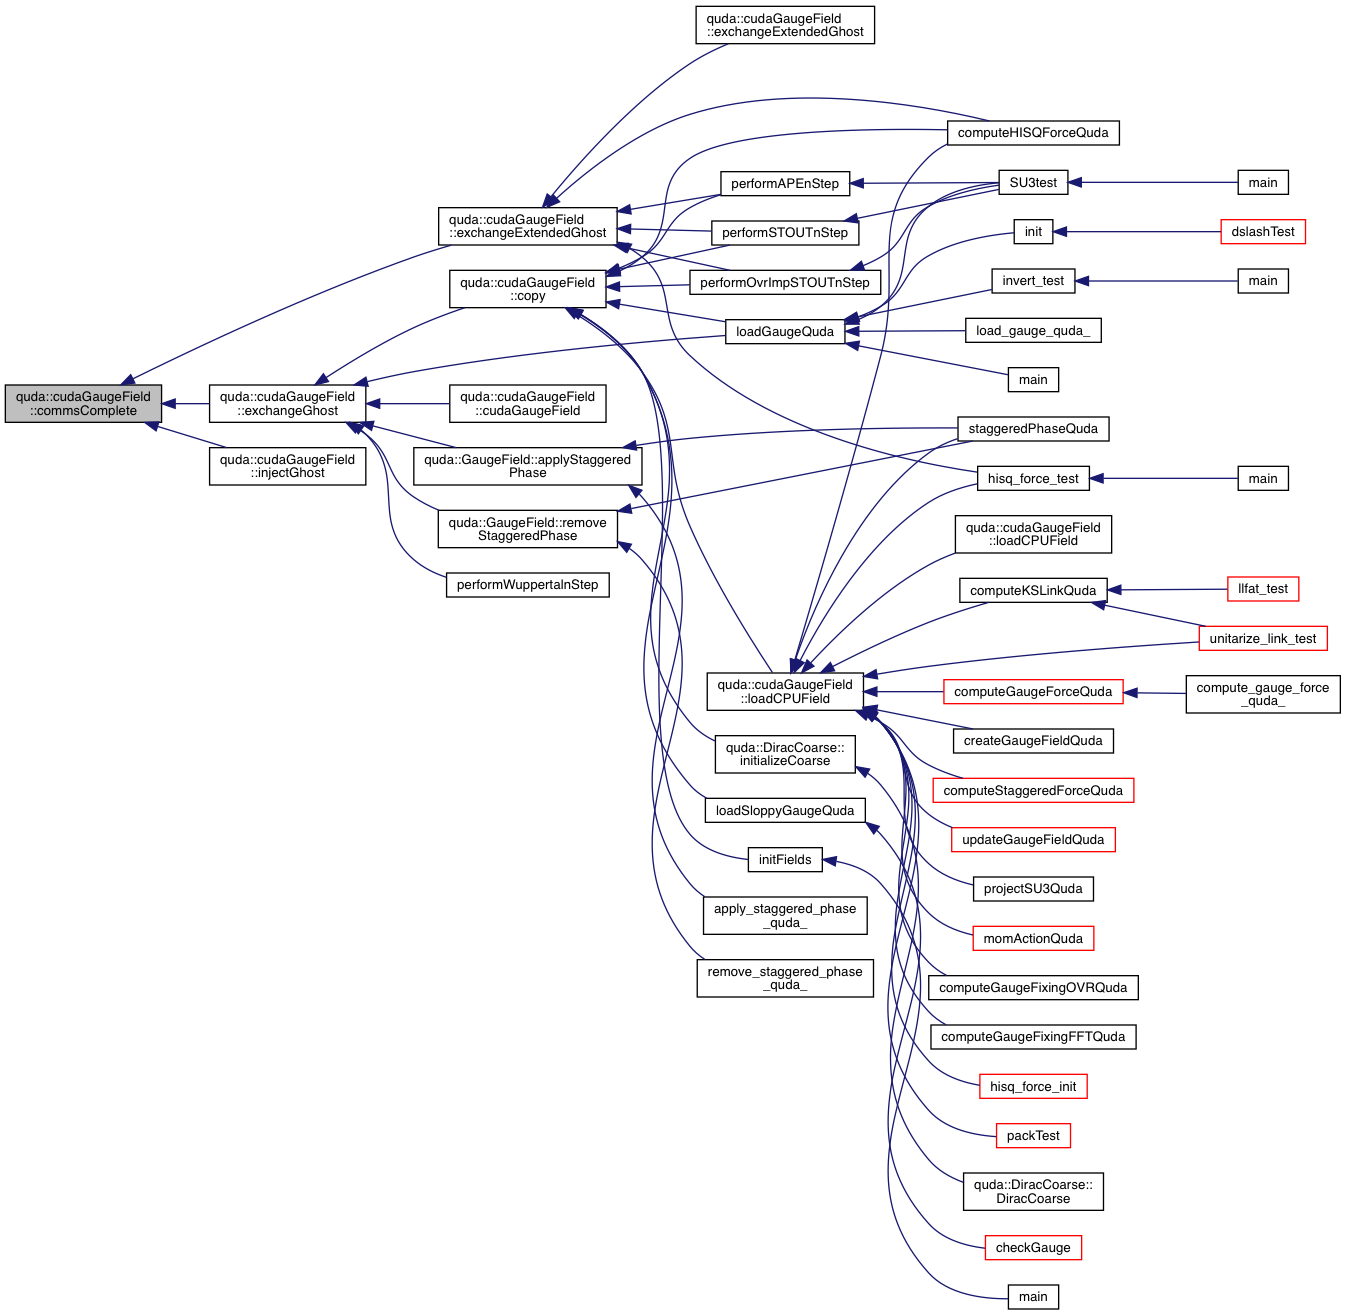 quda::cudaGaugeField
::commsComplete
quda::cudaGaugeField
::exchangeExtendedGhost
quda::cudaGaugeField
::exchangeGhost
quda::cudaGaugeField
::injectGhost
quda::cudaGaugeField
::exchangeExtendedGhost
quda::cudaGaugeField
::copy
quda::cudaGaugeField
::cudaGaugeField
quda::GaugeField::applyStaggered
Phase
quda::GaugeField::remove
StaggeredPhase
performWuppertalnStep
performAPEnStep
performSTOUTnStep
performOvrImpSTOUTnStep
loadGaugeQuda
quda::cudaGaugeField
::loadCPUField
quda::DiracCoarse::
initializeCoarse
loadSloppyGaugeQuda
initFields
apply_staggered_phase
_quda_
remove_staggered_phase
_quda_
computeHISQForceQuda
SU3test
init
invert_test
load_gauge_quda_
main
staggeredPhaseQuda
hisq_force_test
quda::cudaGaugeField
::loadCPUField
computeKSLinkQuda
computeGaugeForceQuda
createGaugeFieldQuda
computeStaggeredForceQuda
updateGaugeFieldQuda
projectSU3Quda
momActionQuda
computeGaugeFixingOVRQuda
computeGaugeFixingFFTQuda
hisq_force_init
packTest
quda::DiracCoarse::
DiracCoarse
checkGauge
main
main
dslashTest
main
main
llfat_test
unitarize_link_test
compute_gauge_force
_quda_